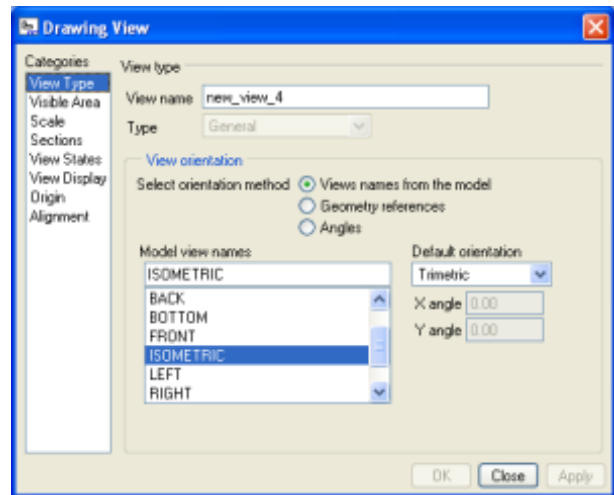 Drawing View
Categories
View Type
Visible Area
Scale
Sections
View States
View Display
Origin
Alignment
View type
View name new_view_4
Type General
View orientation
Select orientation method Views names from the model
Geometry references
Angles
Model view names
ISOMETRIC
BACK
BOTTOM
FRONT
ISOMETRIC
LEFT
RIGHT
Default orientation
Trimetric
X angle 0.00
Y angle 0.00
OK Close Apply